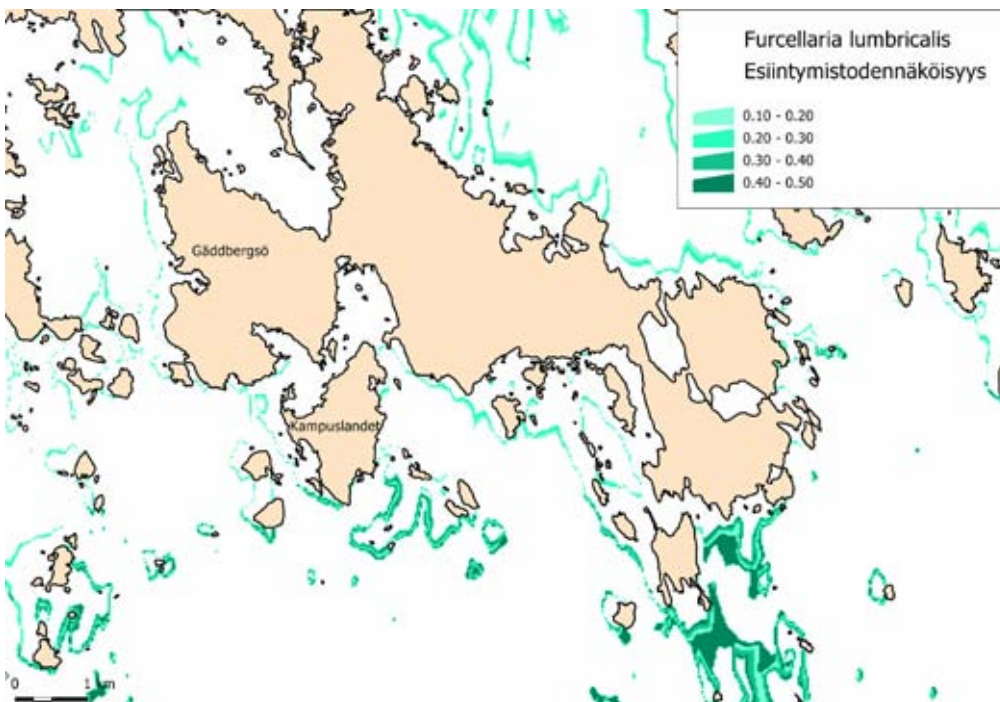 Furcellaria lumbricalis
Esiintymistodennäköisyys
0.10 - 0.20
0.20 - 0.30
0.30 - 0.40
0.40 - 0.50
Gäddbergsö
Kampuslandet
0 1 km